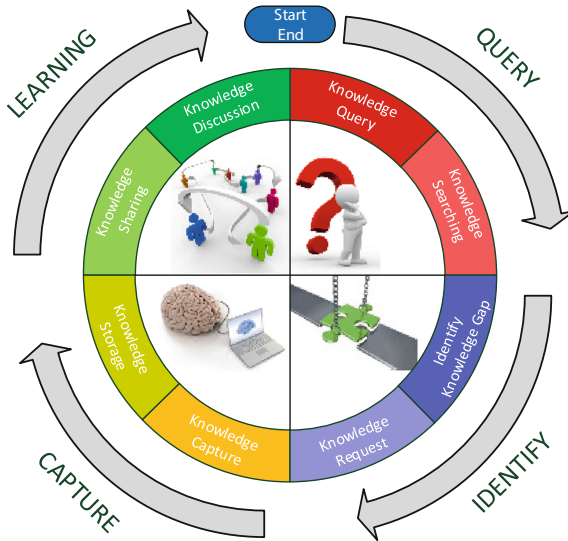 Start
End
QUERY
Knowledge
Query
Knowledge
Searching
Identify
Knowledge Gap
IDENTIFY
Knowledge
Request
Knowledge
Capture
CAPTURE
Knowledge
Storage
Knowledge
Sharing
LEARNING
Knowledge
Discussion